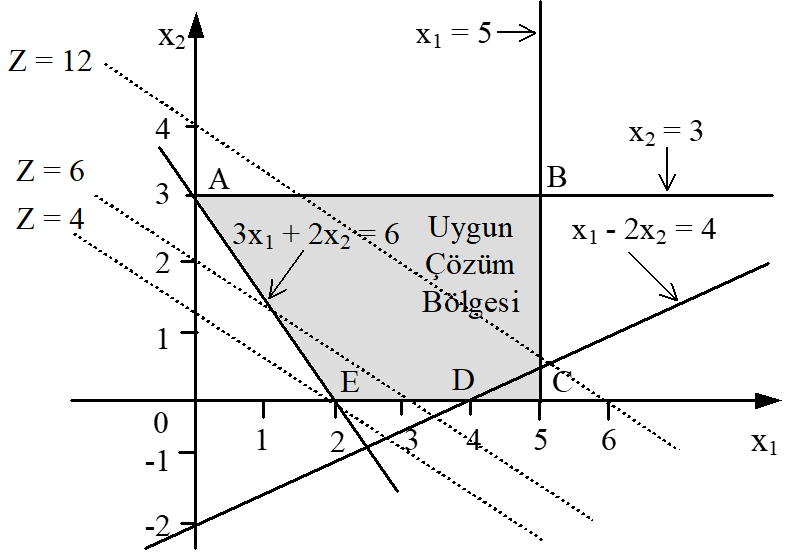 x₂
x₁ = 5
Z = 12
4
x₂ = 3
Z = 6
A
B
3
Z = 4
3x₁ + 2x₂ = 6
Uygun
x₁ - 2x₂ = 4
2
Çözüm
Bölgesi
1
E
D
C
0
1
2
3
4
5
6
x₁
-1
-2